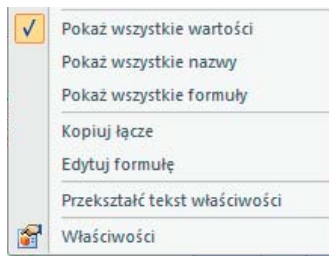 Pokaż wszystkie wartości
Pokaż wszystkie nazwy
Pokaż wszystkie formuły
Kopiuj łącze
Edytuj formułę
Przekształć tekst właściwości
Właściwości